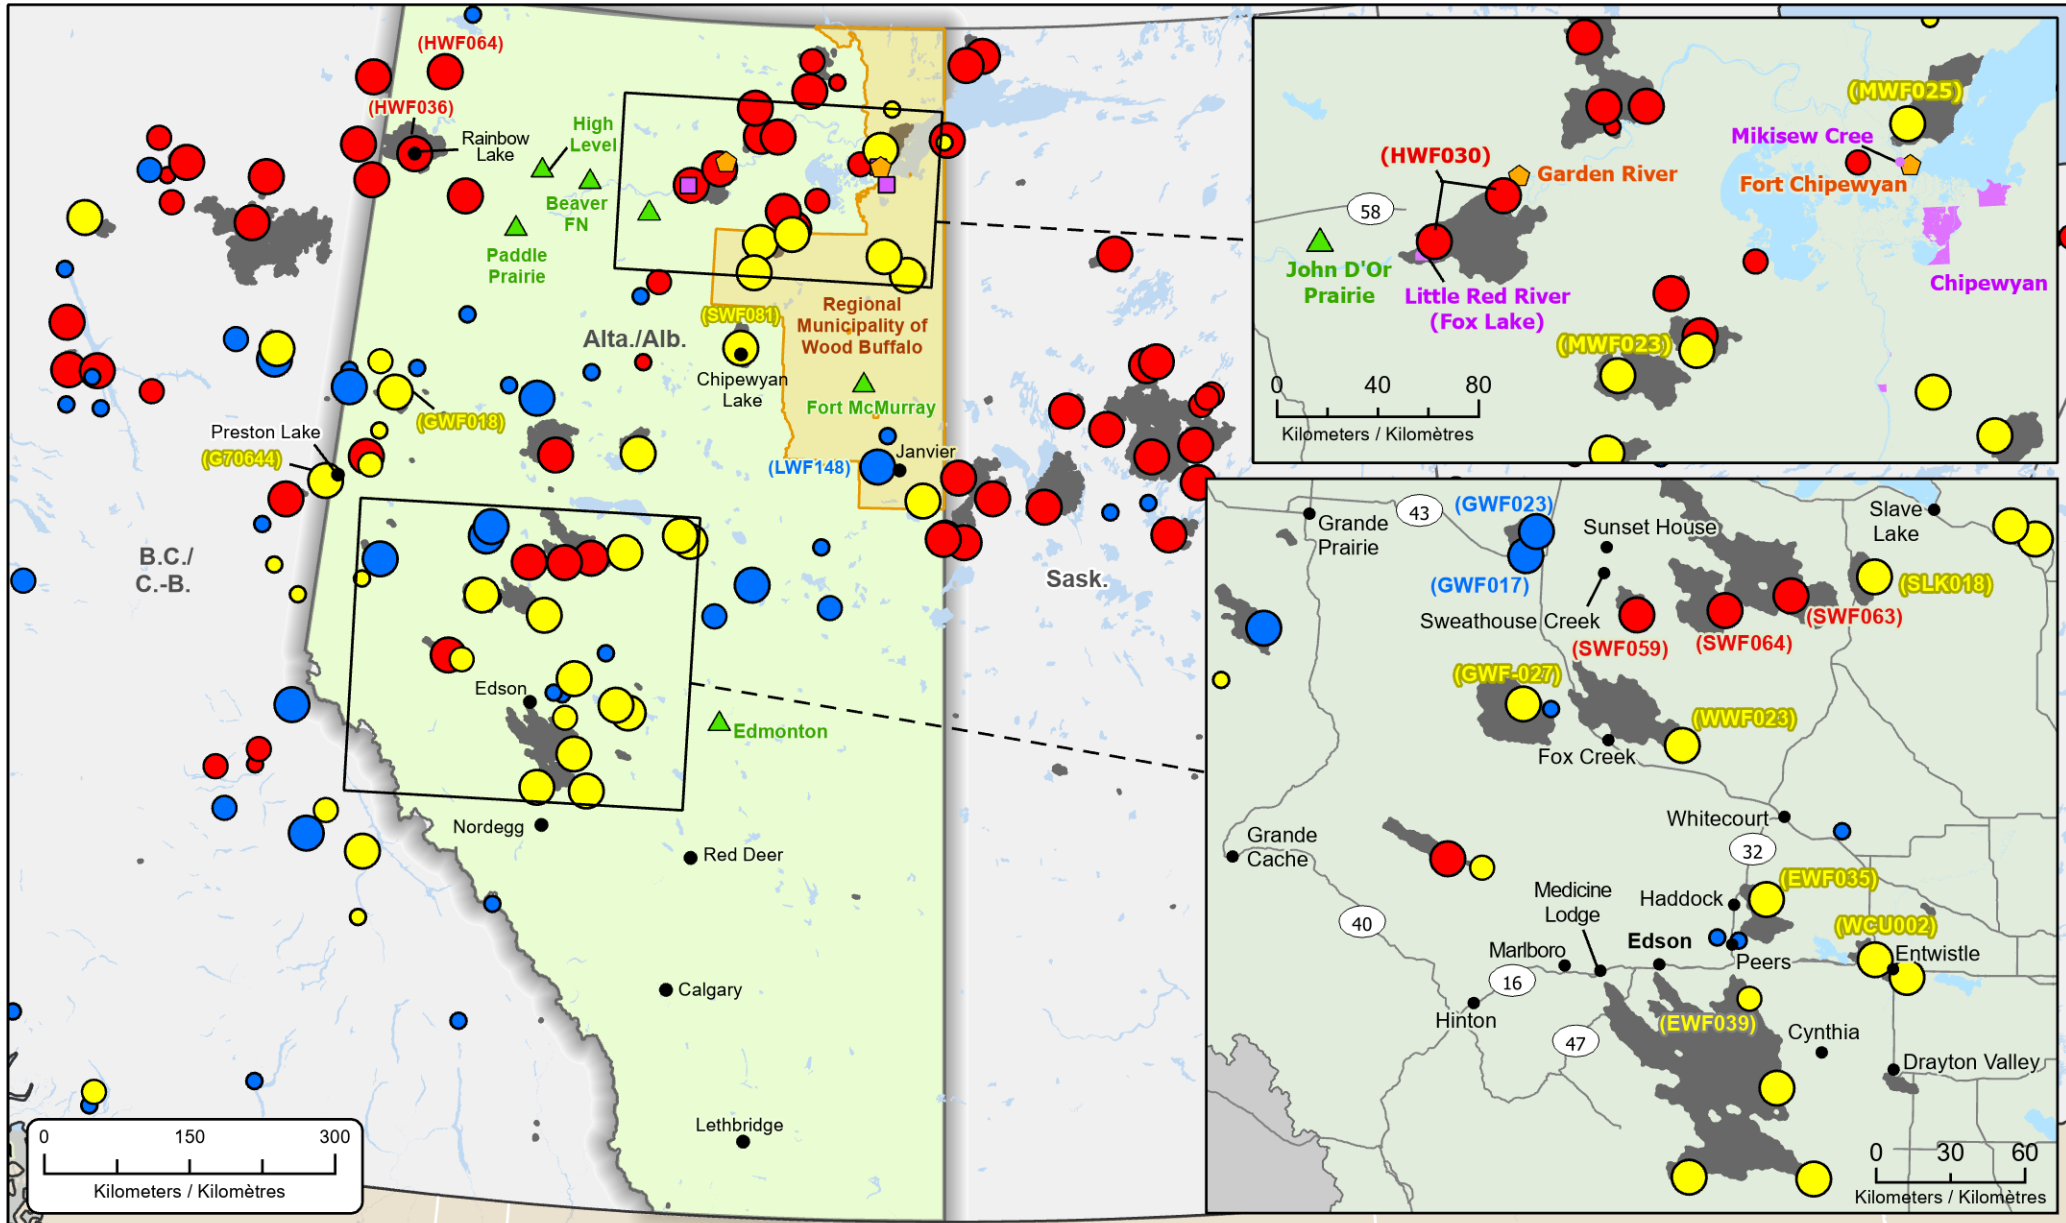 (HWF064)
(HWF036)
Rainbow
Lake
High
Level
Beaver
FN
Paddle
Prairie
(SWF081)
Alta./Alb.
Regional
Municipality of
Wood Buffalo
Chipewyan
Lake
Fort McMurray
(GWF018)
Preston Lake
(G70644)
(LWF148)
Janvier
B.C./
C.-B.
Sask.
Edson
Edmonton
Nordegg
Red Deer
Calgary
Lethbridge
0 150 300
Kilometers / Kilomètres
(MWF025)
Mikisew Cree
(HWF030)
Garden River
Fort Chipewyan
58
John D'Or
Prairie
Little Red River
(Fox Lake)
Chipewyan
(MWF023)
0 40 80
Kilometers / Kilomètres
Grande
Prairie
43
(GWF023)
Sunset House
Slave
Lake
(GWF017)
(SLK018)
Sweathouse Creek
(SWF059)
(SWF064)
(SWF063)
(GWF-027)
(WWF023)
Fox Creek
Whitecourt
Grande
Cache
32
Medicine
Lodge
Haddock
(EWF035)
40
(WCU002)
Marlboro
Edson
Peers
Entwistle
16
Hinton
47
(EWF039)
Cynthia
Drayton Valley
0 30 60
Kilometers / Kilomètres